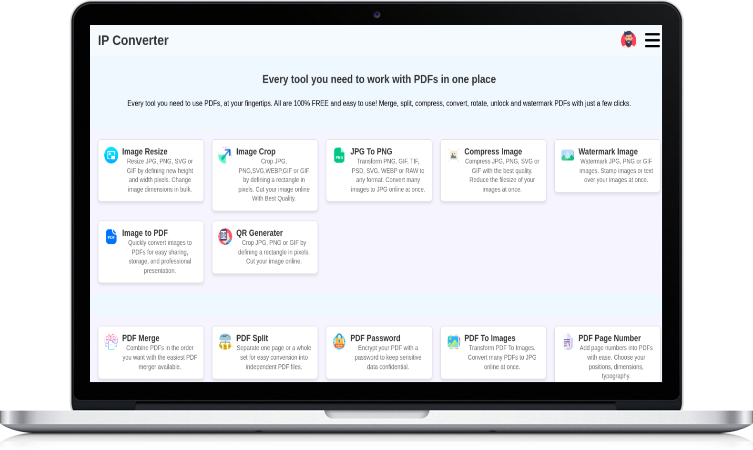 IP Converter
Every tool you need to work with PDFs in one place
Every tool you need to use PDFs, at your fingertips. All are 100% FREE and easy to use! Merge, split, compress, convert, rotate, unlock and watermark PDFs with just a few clicks.
Image Resize
Resize JPG, PNG, SVG or
GIF by defining new height
and width pixels. Change
image dimensions in bulk.
Image Crop
Crop JPG,
PNG,SVG,WEBP,GIF or GIF
by defining a rectangle in
pixels. Cut your image online
With Best Quality.
PNG
JPG To PNG
Transform PNG, GIF, TIF,
PSD, SVG, WEBP or RAW to
any format. Convert many
images to JPG online at once.
Compress Image
Compress JPG, PNG, SVG or
GIF with the best quality.
Reduce the filesize of your
images at once.
Watermark Image
Watermark JPG, PNG or GIF
images. Stamp images or text
over your images at once.
PDF
Image to PDF
Quickly convert images to
PDFs for easy sharing,
storage, and professional
presentation.
QR Generater
Crop JPG, PNG or GIF by
defining a rectangle in pixels.
Cut your image online.
PDF Merge
Combine PDFs in the order
you want with the easiest PDF
merger available.
PDF Split
Separate one page or a whole
set for easy conversion into
independent PDF files.
PDF Password
Encrypt your PDF with a
password to keep sensitive
data confidential.
PDF To Images
Transform PDF To Images.
Convert many PDFs to JPG
online at once.
PDF Page Number
Add page numbers into PDFs
with ease. Choose your
positions, dimensions,
typography.